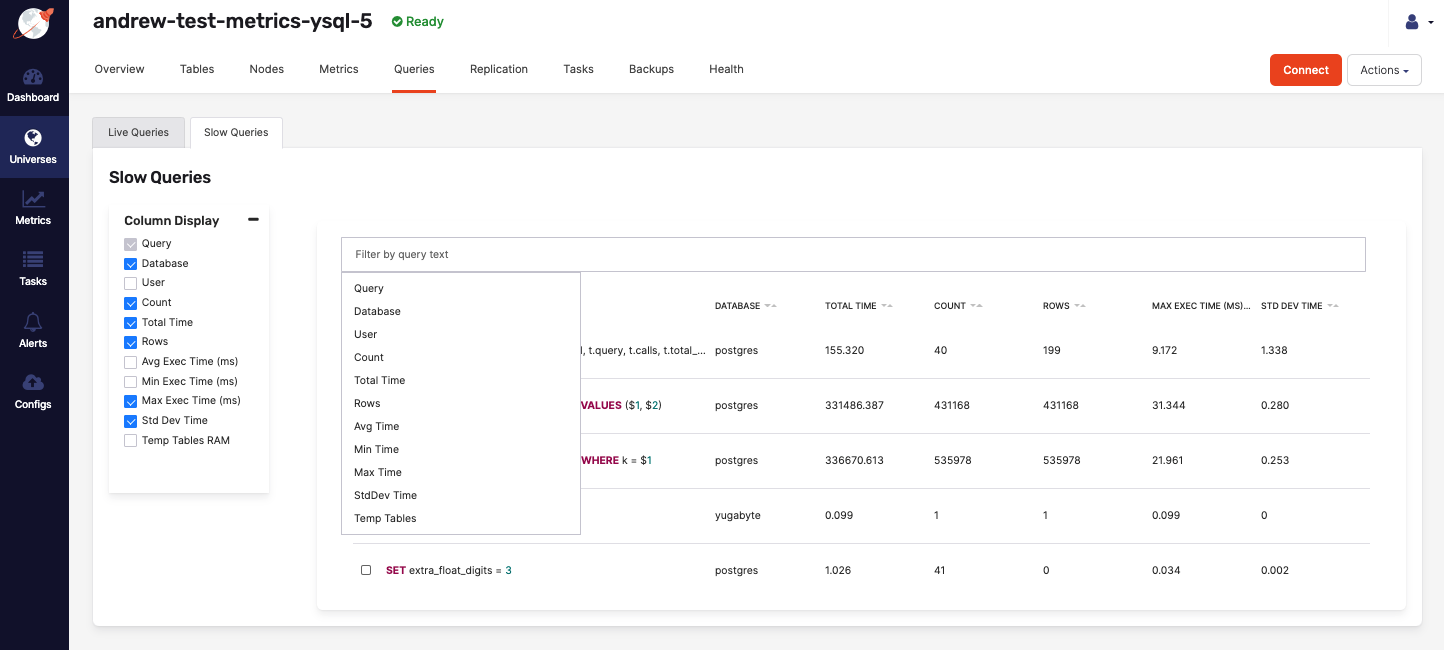 andrew-test-metrics-ysql-5 Ready
Overview Tables Nodes Metrics Queries Replication Tasks Backups Health Connect Actions
Dashboard
Universes
Metrics
Tasks
Alerts
Configs
Live Queries Slow Queries
Slow Queries
Column Display
Query
Database
User
Count
Total Time
Rows
Avg Exec Time (ms)
Min Exec Time (ms)
Max Exec Time (ms)
Std Dev Time
Temp Tables RAM
Filter by query text
Query
Database
User
Count
Total Time
Rows
Avg Time
Min Time
Max Time
StdDev Time
Temp Tables
DATABASE TOTAL TIME COUNT ROWS MAX EXEC TIME (MS)... STD DEV TIME
, t.query, t.calls, t.total_... postgres 155.320 40 199 9.172 1.338
VALUES ($1, $2) postgres 331486.387 431168 431168 31.344 0.280
WHERE k = $1 postgres 336670.613 535978 535978 21.961 0.253
yugabyte 0.099 1 1 0.099 0
SET extra_float_digits = 3 postgres 1.026 41 0 0.034 0.002